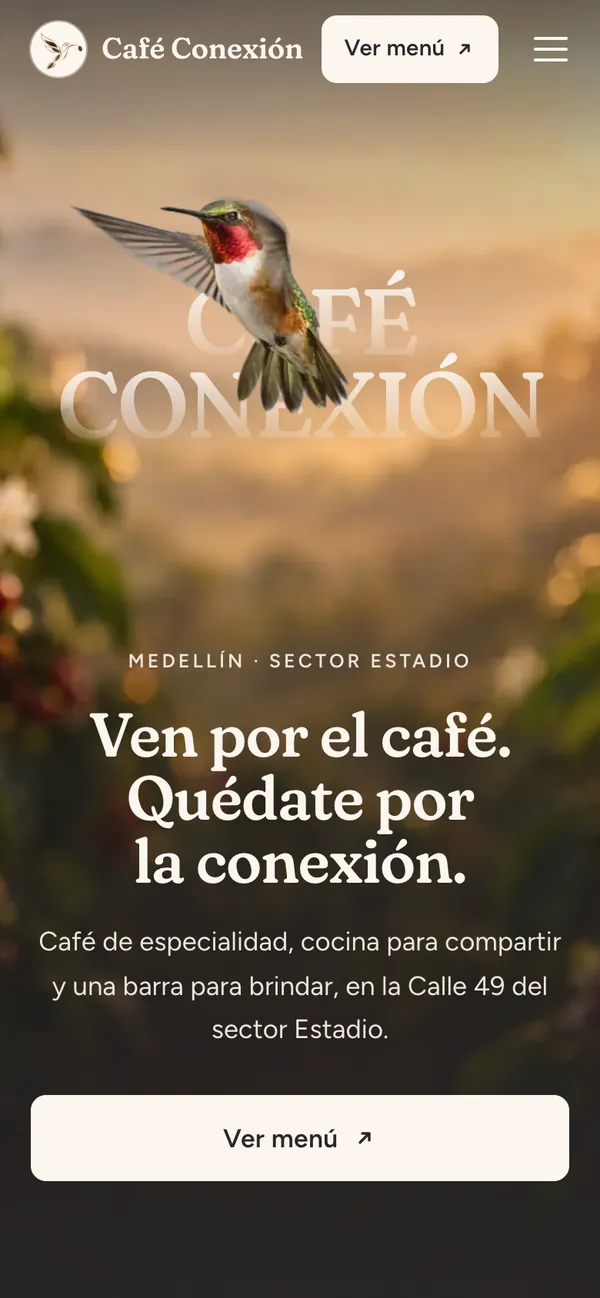 Café Conexión
Ver menú
CAFÉ
CONEXIÓN
MEDELLÍN · SECTOR ESTADIO
Ven por el café.
Quédate por
la conexión.
Café de especialidad, cocina para compartir
y una barra para brindar, en la Calle 49 del
sector Estadio.
Ver menú